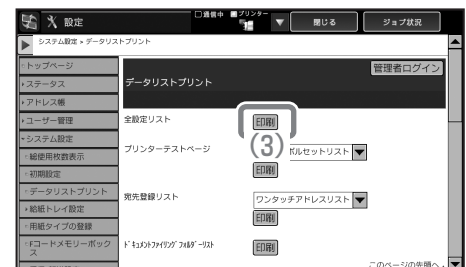 設定
通信中
プリンター
閉じる
ジョブ状況
システム設定 > データリストプリント
トップページ
ステータス
アドレス帳
ユーザー管理
システム設定
総使用枚数表示
初期設定
データリストプリント
給紙トレイ設定
用紙タイプの登録
Fコードメモリーボックス
管理者ログイン
データリストプリント
全設定リスト
印刷
(3)
プリンターテストページ
ボルセットリスト
印刷
宛先登録リスト
ワンタッチアドレスリスト
印刷
ドキュメントファイリング フォルダーリスト
印刷
このページの先頭へ